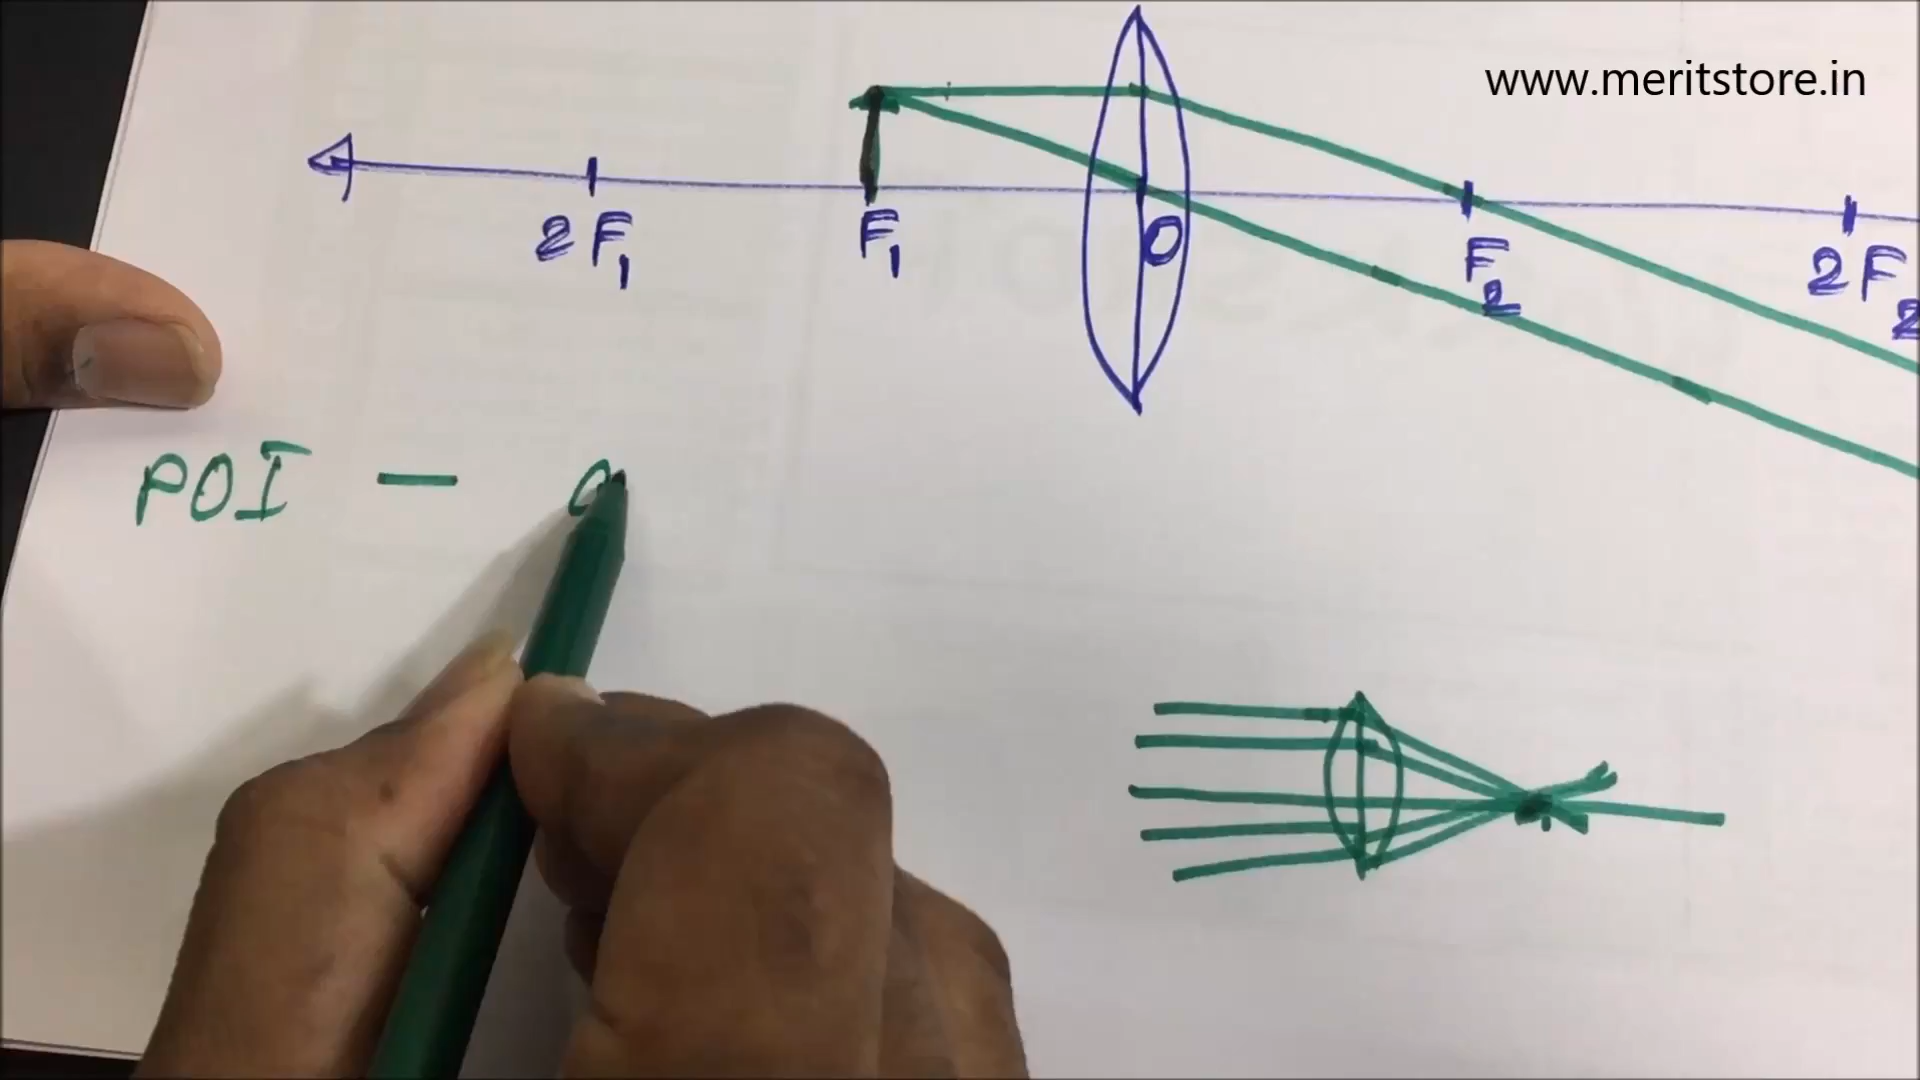 www.meritstore.in
2F₁ F₁ O F₂ 2F₂
POI —